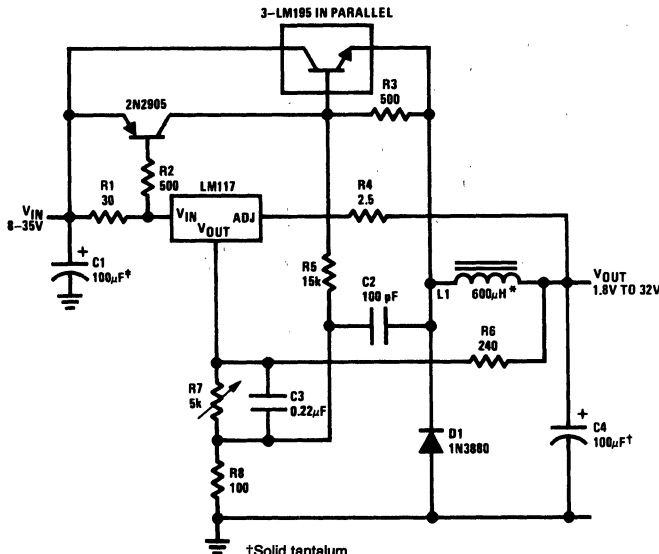 3-LM195 IN PARALLEL
2N2905
R3
500
R2
500
R1
30
LM117
VIN
ADJ
VOUT
R4
2.5
VIN
8-35V
+
C1
100μF‡
R5
15k
C2
100 pF
L1
600μH*
VOUT
1.8V TO 32V
R6
240
R7
5k
C3
0.22μF
D1
1N3880
+
C4
100μF†
R8
100
†Solid tantalum